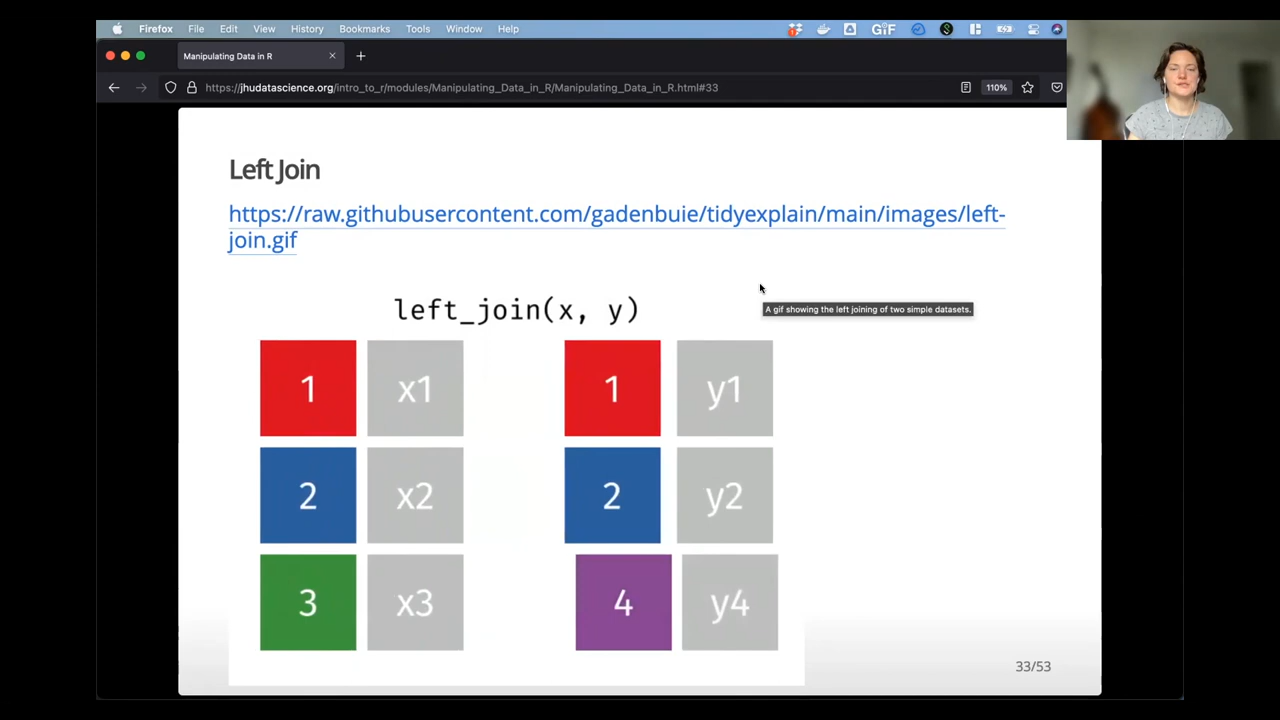 Firefox File Edit View History Bookmarks Tools Window Help
GIF
Manipulating Data in R
https://jhudatascience.org/intro_to_r/modules/Manipulating_Data_in_R/Manipulating_Data_in_R.html#33
110%
Left Join
https://raw.githubusercontent.com/gadenbuie/tidyexplain/main/images/left-
join.gif
left_join(x, y)
A gif showing the left joining of two simple datasets.
1 x1 1 y1
2 x2 2 y2
3 x3 4 y4
33/53